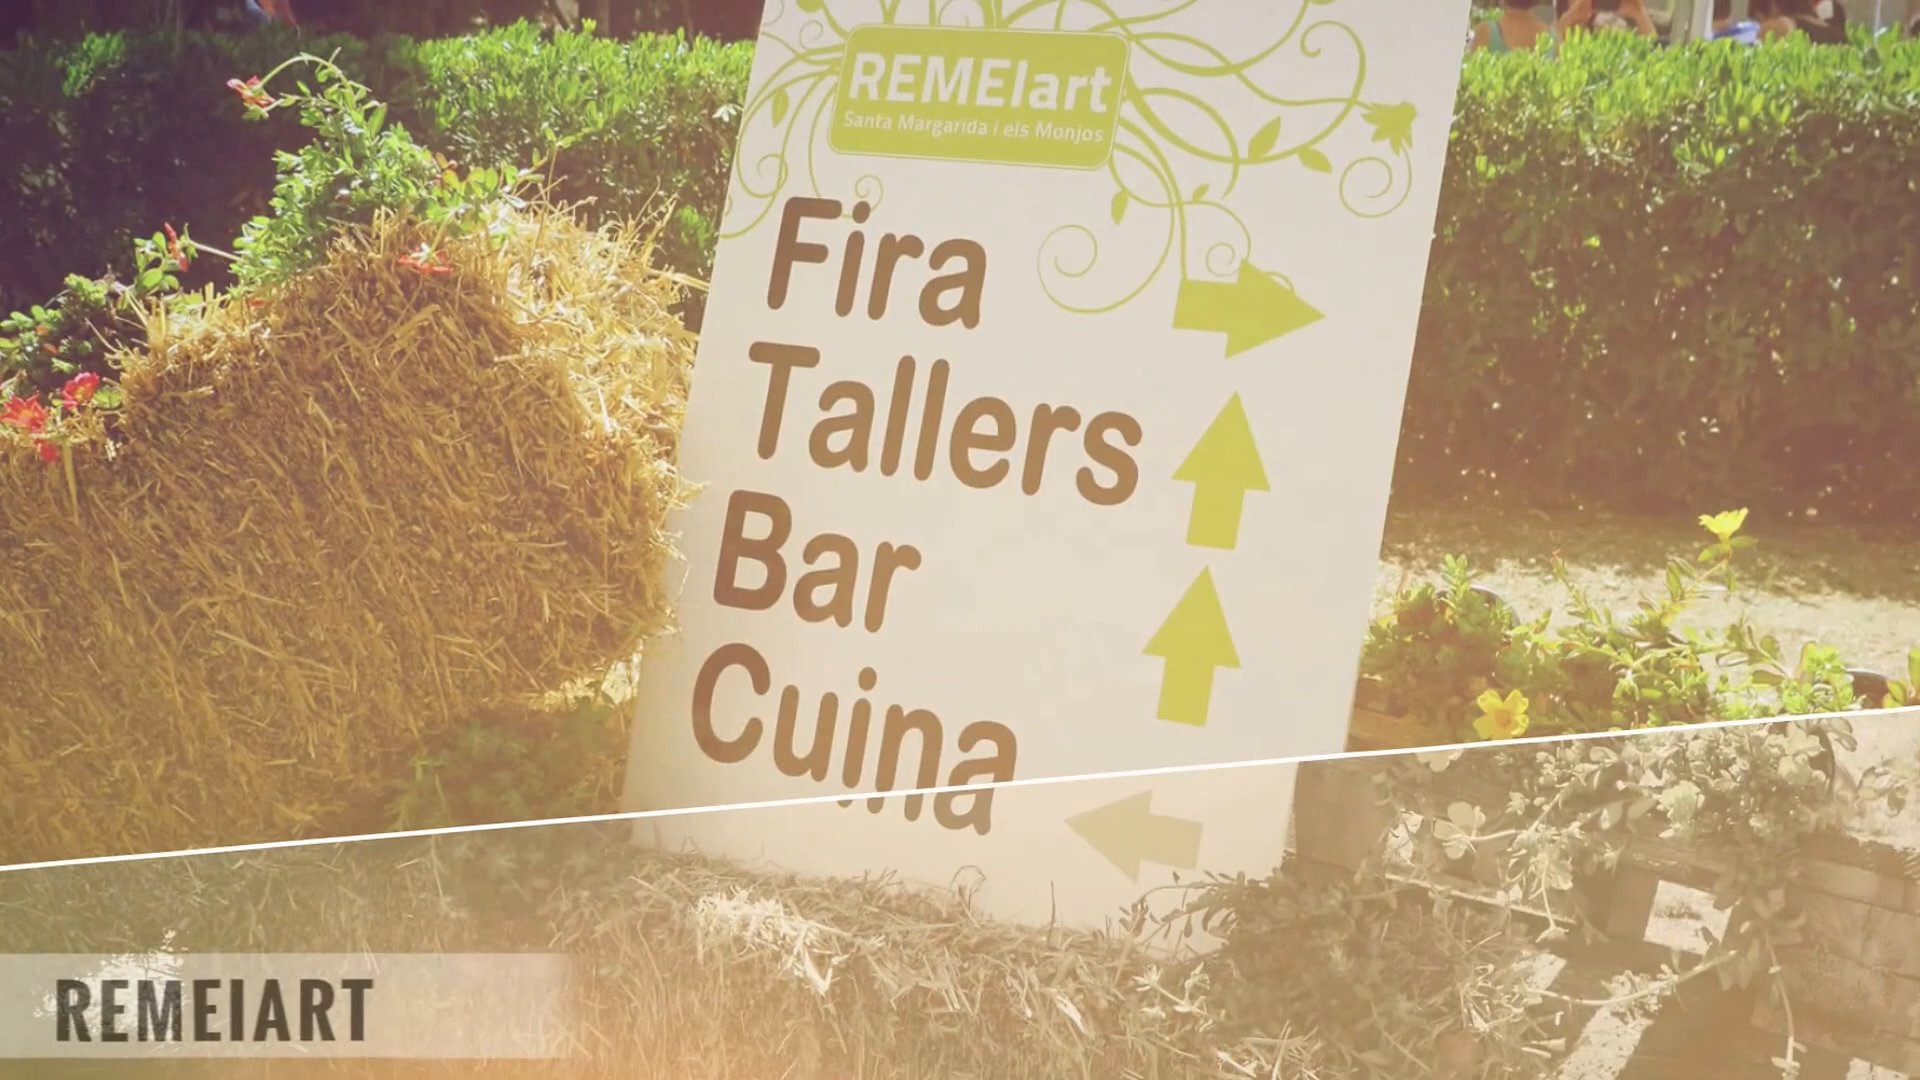 REMEIart
Santa Margarida i els Monjos
Fira
Tallers
Bar
Cuina
REMEIART